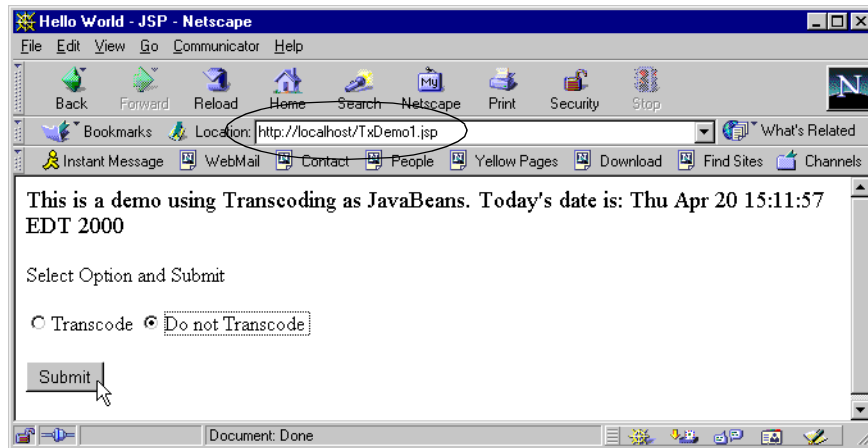 Hello World - JSP - Netscape
File Edit View Go Communicator Help
Back Forward Reload Home Search Netscape Print Security Stop
My
N
Bookmarks Location: http://localhost/TxDemo1.jsp What's Related
Instant Message WebMail Contact People Yellow Pages Download Find Sites Channels
This is a demo using Transcoding as JavaBeans. Today's date is: Thu Apr 20 15:11:57
EDT 2000
Select Option and Submit
Transcode Do not Transcode
Submit
Document: Done